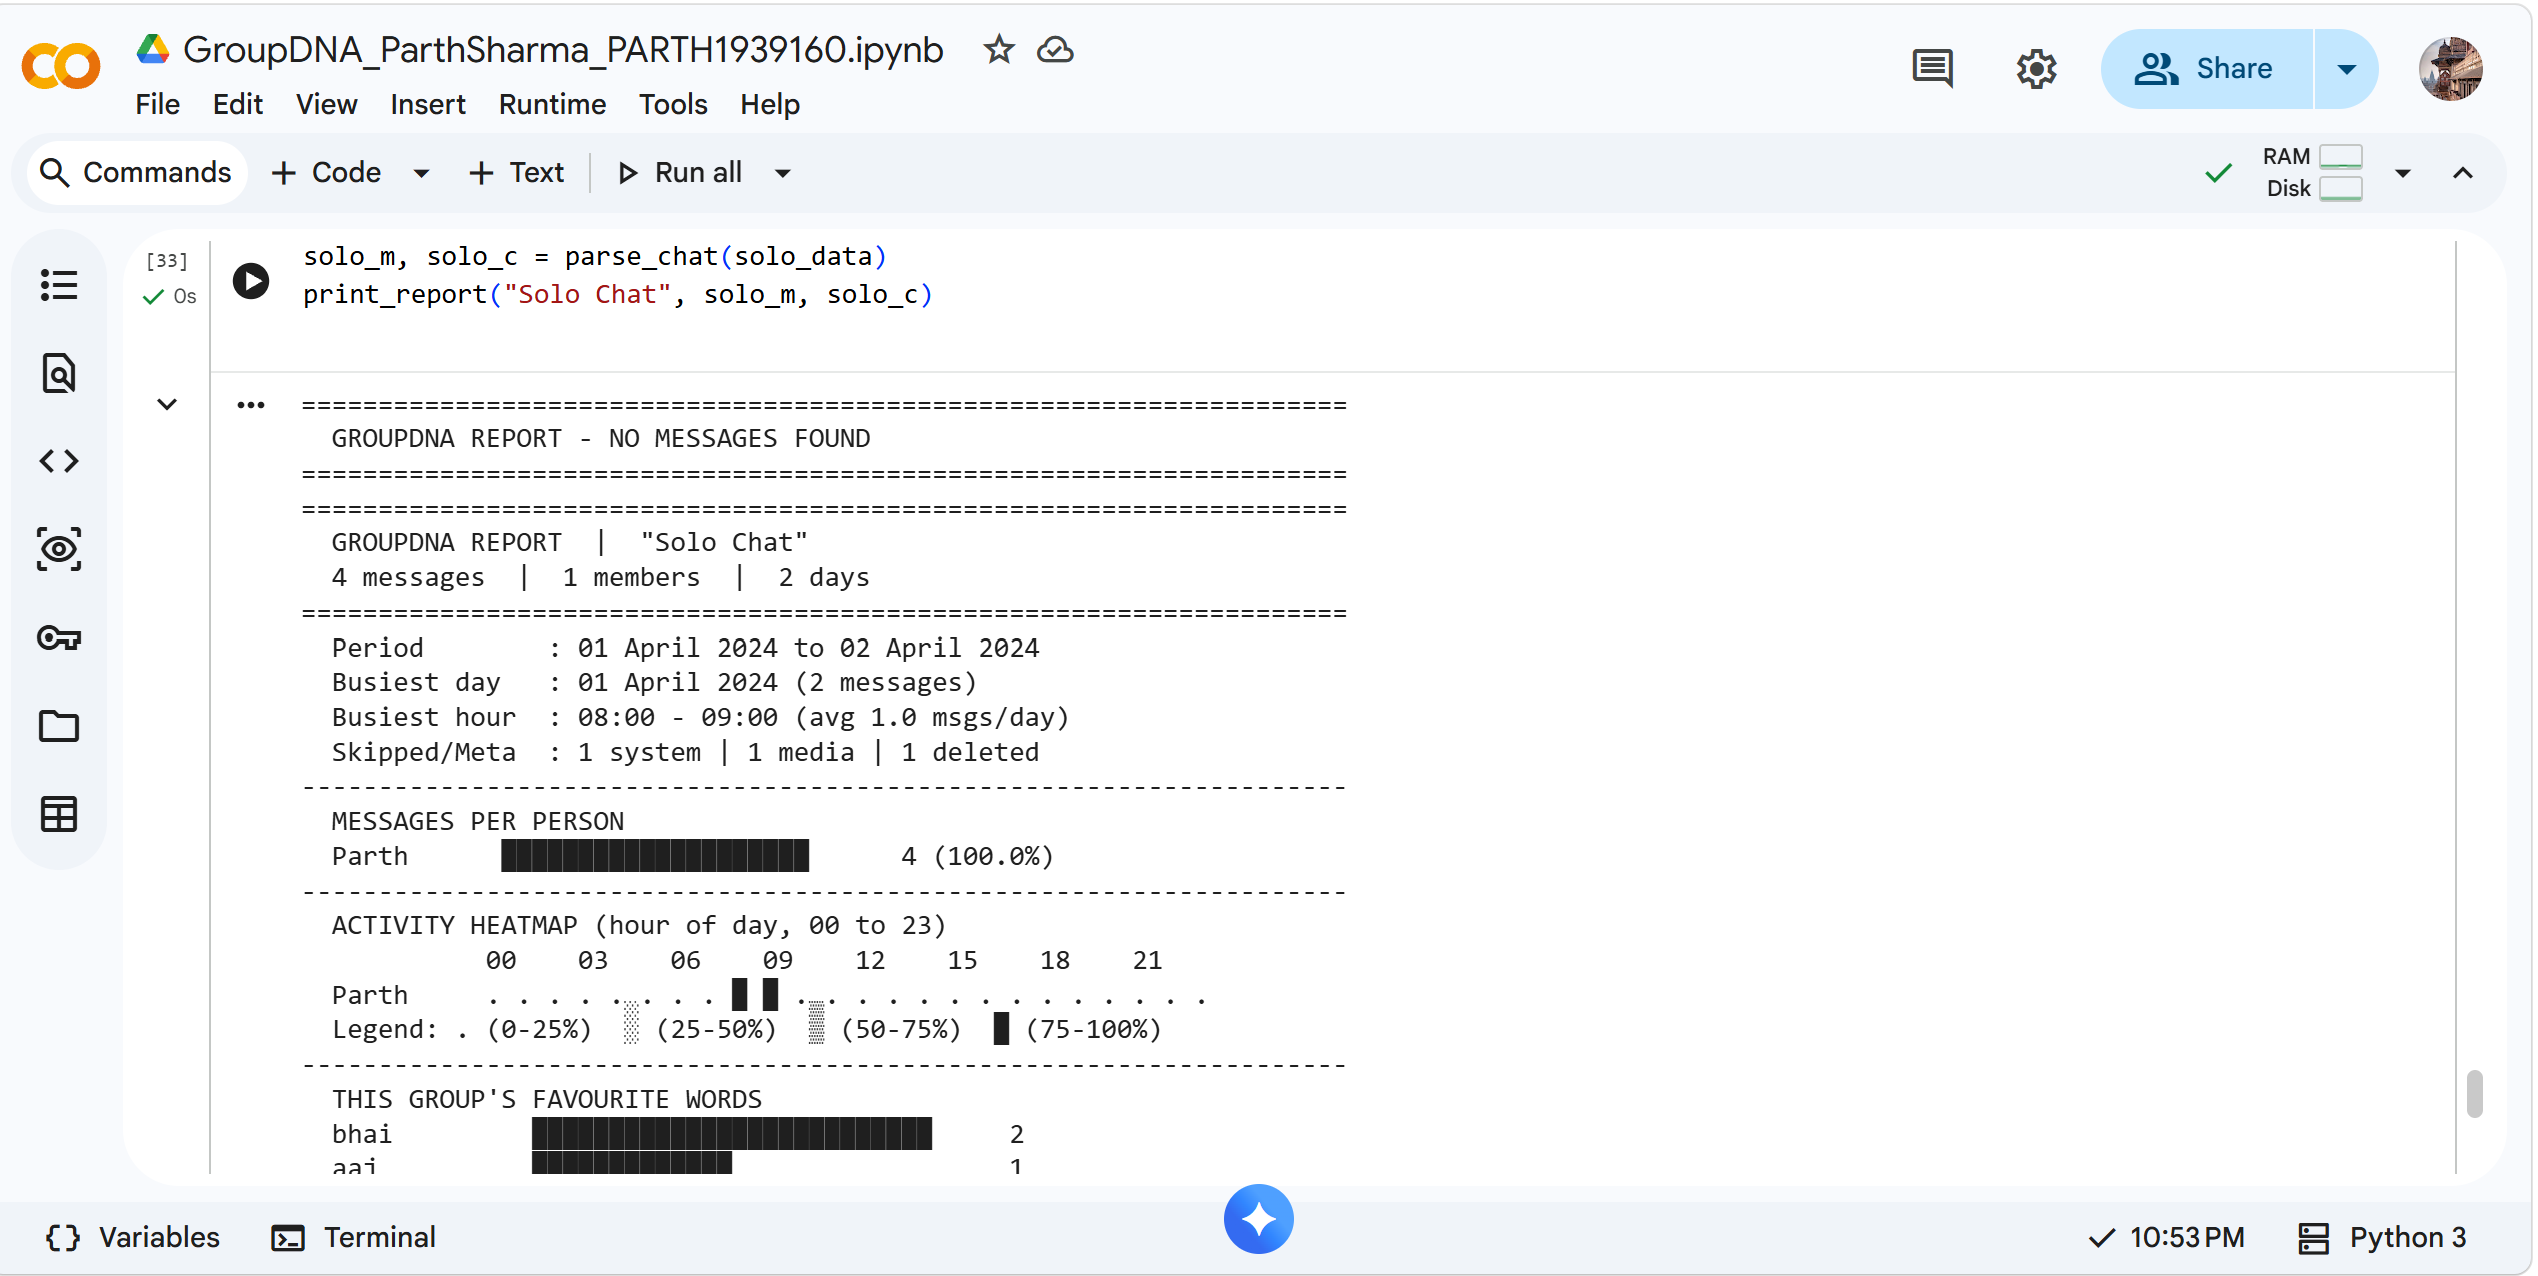 GroupDNA_ParthSharma_PARTH1939160.ipynb
File Edit View Insert Runtime Tools Help
Share
Commands + Code + Text Run all
RAM
Disk
[33]
0s
solo_m, solo_c = parse_chat(solo_data)
print_report("Solo Chat", solo_m, solo_c)
====================================================================
GROUPDNA REPORT - NO MESSAGES FOUND
====================================================================
====================================================================
GROUPDNA REPORT | "Solo Chat"
4 messages | 1 members | 2 days
====================================================================
Period : 01 April 2024 to 02 April 2024
Busiest day : 01 April 2024 (2 messages)
Busiest hour : 08:00 - 09:00 (avg 1.0 msgs/day)
Skipped/Meta : 1 system | 1 media | 1 deleted
--------------------------------------------------------------------
MESSAGES PER PERSON
Parth ████████████████████ 4 (100.0%)
--------------------------------------------------------------------
ACTIVITY HEATMAP (hour of day, 00 to 23)
00 03 06 09 12 15 18 21
Parth . . . . . . . . █ █ . . . . . . . . . . . . . .
Legend: . (0-25%) ░ (25-50%) ▒ (50-75%) █ (75-100%)
--------------------------------------------------------------------
THIS GROUP'S FAVOURITE WORDS
bhai ██████████████████████████ 2
aaj █████████████ 1
Variables Terminal
10:53 PM Python 3